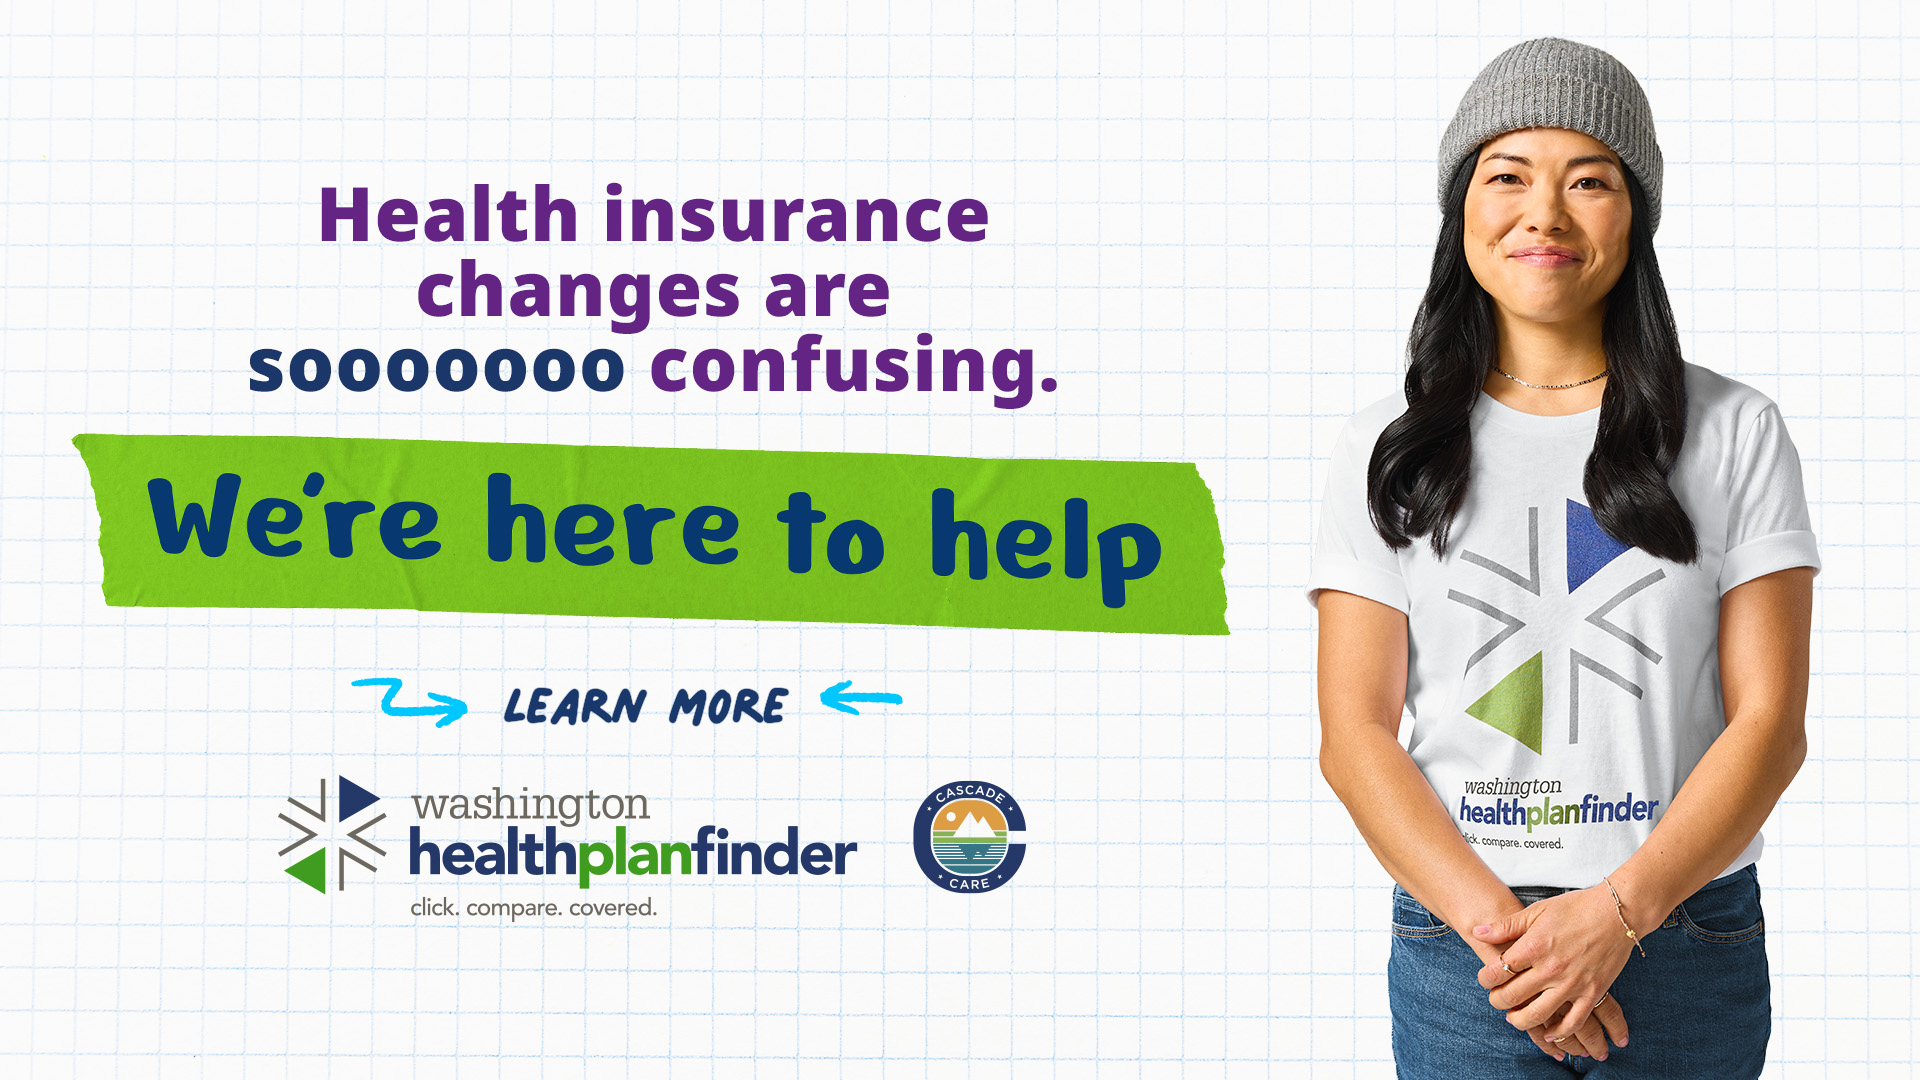 Health insurance
changes are
soooooooo confusing.
We're here to help
LEARN MORE
washington
healthplanfinder
click. compare. covered.
CASCADE
CARE
washington
healthplanfinder
click. compare. covered.